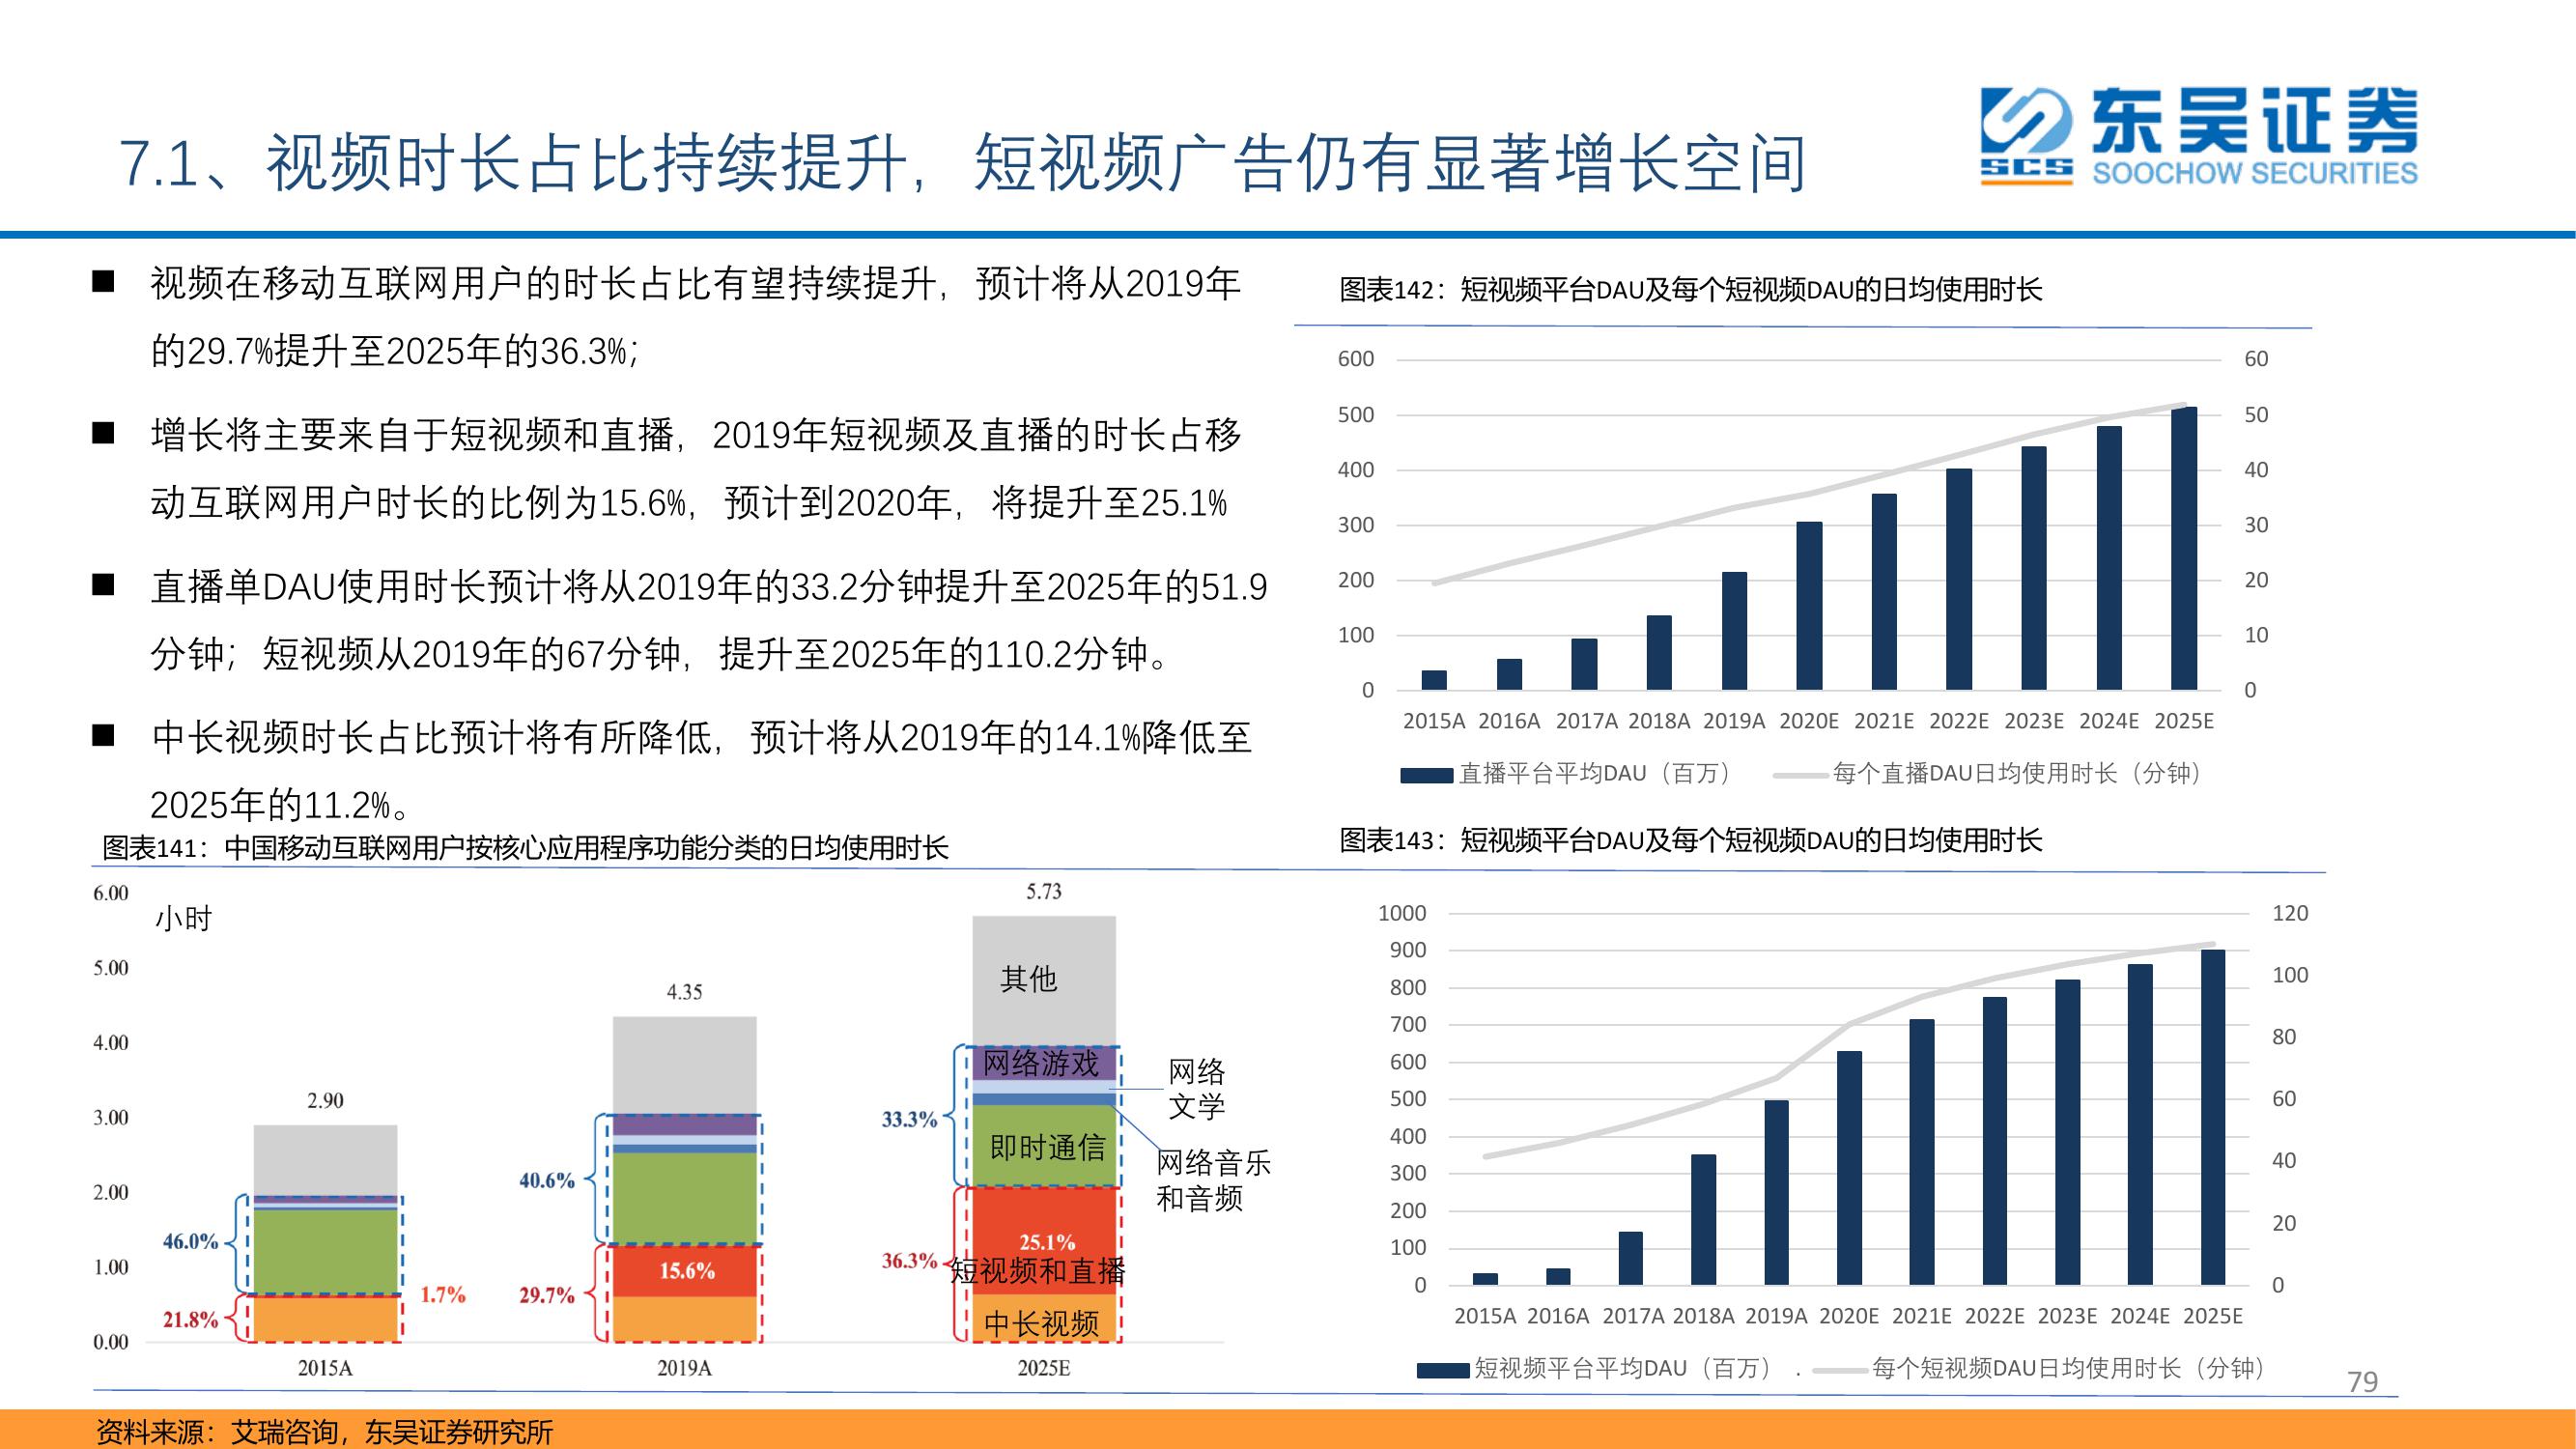 7.1、视频时长占比持续提升，短视频广告仍有显著增长空间
SCS
东吴证券
SOOCHOW SECURITIES
■ 视频在移动互联网用户的时长占比有望持续提升，预计将从2019年
的29.7%提升至2025年的36.3%；
■ 增长将主要来自于短视频和直播，2019年短视频及直播的时长占移
动互联网用户时长的比例为15.6%，预计到2020年，将提升至25.1%
■ 直播单DAU使用时长预计将从2019年的33.2分钟提升至2025年的51.9
分钟；短视频从2019年的67分钟，提升至2025年的110.2分钟。
■ 中长视频时长占比预计将有所降低，预计将从2019年的14.1%降低至
2025年的11.2%。
图表141：中国移动互联网用户按核心应用程序功能分类的日均使用时长
小时
6.00
5.00
4.00
3.00
2.00
1.00
0.00
2.90
46.0%
21.8%
1.7%
4.35
40.6%
29.7%
15.6%
5.73
其他
网络游戏
33.3%
即时通信
25.1%
36.3%
短视频和直播
中长视频
网络
文学
网络音乐
和音频
2015A 2019A 2025E
图表142：短视频平台DAU及每个短视频DAU的日均使用时长
600 60
500 50
400 40
300 30
200 20
100 10
0 0
2015A 2016A 2017A 2018A 2019A 2020E 2021E 2022E 2023E 2024E 2025E
直播平台平均DAU（百万） 每个直播DAU日均使用时长（分钟）
图表143：短视频平台DAU及每个短视频DAU的日均使用时长
1000
900
800
700
600
500
400
300
200
100
0
120
100
80
60
40
20
0
2015A 2016A 2017A 2018A 2019A 2020E 2021E 2022E 2023E 2024E 2025E
短视频平台平均DAU（百万） . 每个短视频DAU日均使用时长（分钟）
79
资料来源：艾瑞咨询，东吴证券研究所